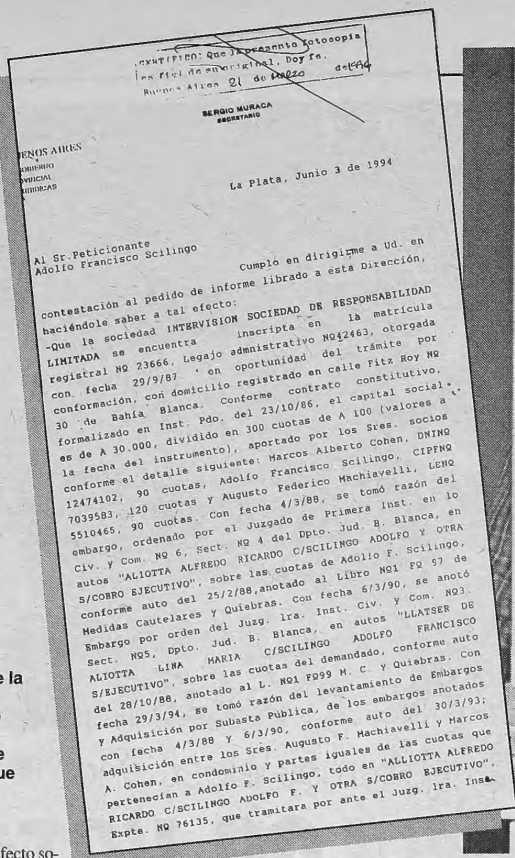 CERTIFICO: Que la presente fotocopia
es fiel de su original, Doy fe.
Buenos Aires 21 de Marzo de 199
SERGIO MURACA
SECRETARIO
ENOS AIRES
OBIERNO
OVINCIAL
URIDICAS
La Plata, Junio 3 de 1994
Al Sr.Peticionante
Adolfo Francisco Scilingo
Cumplo en dirigirme a Ud. en
contestación al pedido de informe librado a esta Dirección,
haciéndole saber a tal efecto:
-Que la sociedad INTERVISION SOCIEDAD DE RESPONSABILIDAD
LIMITADA se encuentra inscripta en la matrícula
registral Nº 23666, Legajo admnistrativo Nº42463, otorgada
con fecha 29/9/87 en oportunidad del trámite por
conformación, con domicilio registrado en calle Fitz Roy Nº
30 de Bahía Blanca. Conforme contrato constitutivo,
formalizado en Inst. Pdo. del 23/10/86, el capital social
es de A 30.000, dividido en 300 cuotas de A 100 (valores a
la fecha del instrumento), aportado por los Sres. socios
conforme el detalle siguiente: Marcos Alberto Cohen, DNINº
12474102, 90 cuotas, Adolfo Francisco Scilingo, CIPFNº
7039583, 120 cuotas y Augusto Federico Machiavelli, LENº
5510465, 90 cuotas. Con fecha 4/3/88, se tomó razón del
embargo, ordenado por el Juzgado de Primera Inst. en lo
Civ. y Com. Nº 6, Sect. Nº 4 del Dpto. Jud. B. Blanca, en
autos "ALIOTTA ALFREDO RICARDO C/SCILINGO ADOLFO Y OTRA
S/COBRO EJECUTIVO", sobre las cuotas de Adolfo F. Scilingo,
conforme auto del 25/2/88,anotado al Libro Nº1 Fº 97 de
Medidas Cautelares y Quiebras. Con fecha 6/3/90, se anotó
Embargo por orden del Juzg. 1ra. Inst. Civ. y Com. Nº3.
Sect. Nº5, Dpto. Jud. B. Blanca, en autos "LLATSER DE
ALIOTTA LINA MARIA C/SCILINGO ADOLFO FRANCISCO
S/EJECUTIVO", sobre las cuotas del demandado, conforme auto
del 28/10/88, anotado al L. Nº1 Fº99 M. C. y Quiebras. Con
fecha 29/3/94, se tomó razón del levantamiento de Embargos
y Adquisición por Subasta Pública, de los embargos anotados
con fecha 4/3/88 y 6/3/90, conforme auto del 30/3/93;
adquisición entre los Sres. Augusto F. Machiavelli y Marcos
A. Cohen, en condominio y partes iguales de las cuotas que
pertenecían a Adolfo F. Scilingo, todo en "ALLIOTTA ALFREDO
RICARDO C/SCILINGO ADOLFO F. Y OTRA S/COBRO EJECUTIVO",
Expte. Nº 76135, que tramitara por ante el Juzg. 1ra. Inst.
e la
e
ue
fecto so-